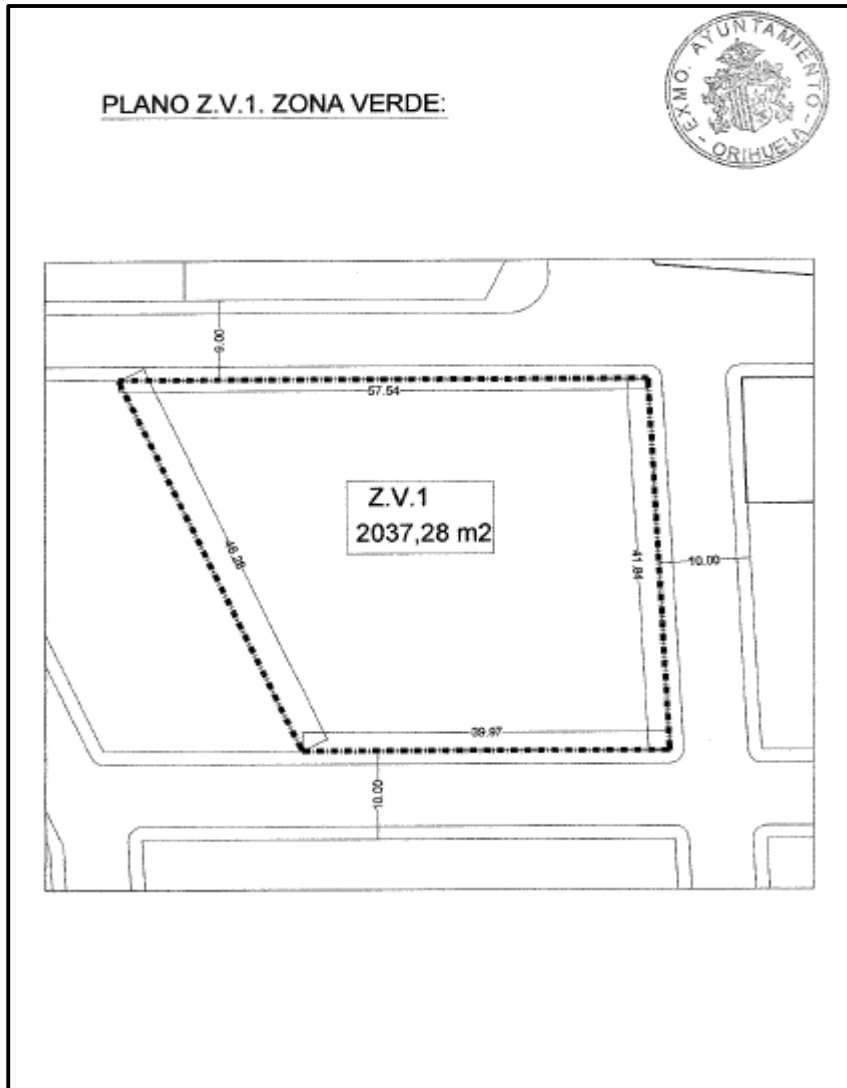 EXMO. AYUNTAMIENTO
- ORIHUELA -
PLANO Z.V.1. ZONA VERDE:
9.00
57.54
Z.V.1
2037,28 m2
46.28
41.84
10.00
39.97
10.00